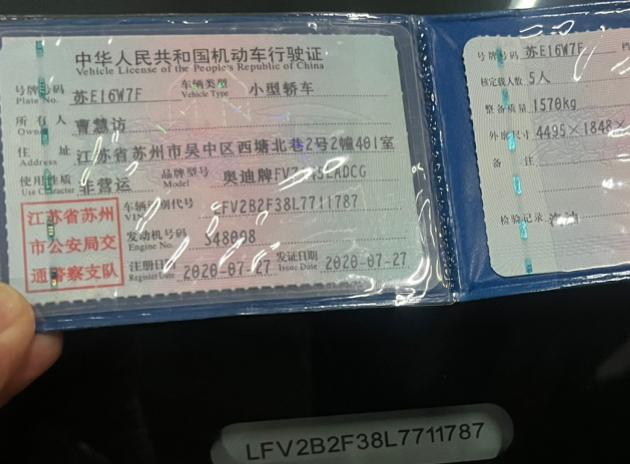 中华人民共和国机动车行驶证
Vehicle License of the People's Republic of China
号牌号码 苏E16W7F 车辆类型 小型轿车
Plate No. Vehicle Type
所有人 曹慧访
Owner
住址 江苏省苏州市吴中区西塘北巷2号2幢401室
Address
使用性质 非营运 品牌型号 奥迪牌
Use Character Model
车辆识别代号 LFV2B2F38L7711787
VIN
江苏省苏州
市公安局交
通警察支队
发动机号码
Engine No.
注册日期 2020-07-27 发证日期 2020-07-27
Register Date Issue Date
号牌号码 苏E16W7F 档
核定载人数 5人
整备质量 1570kg
外廓尺寸 4495×1848×
备注
检验记录 汽油
LFV2B2F38L7711787